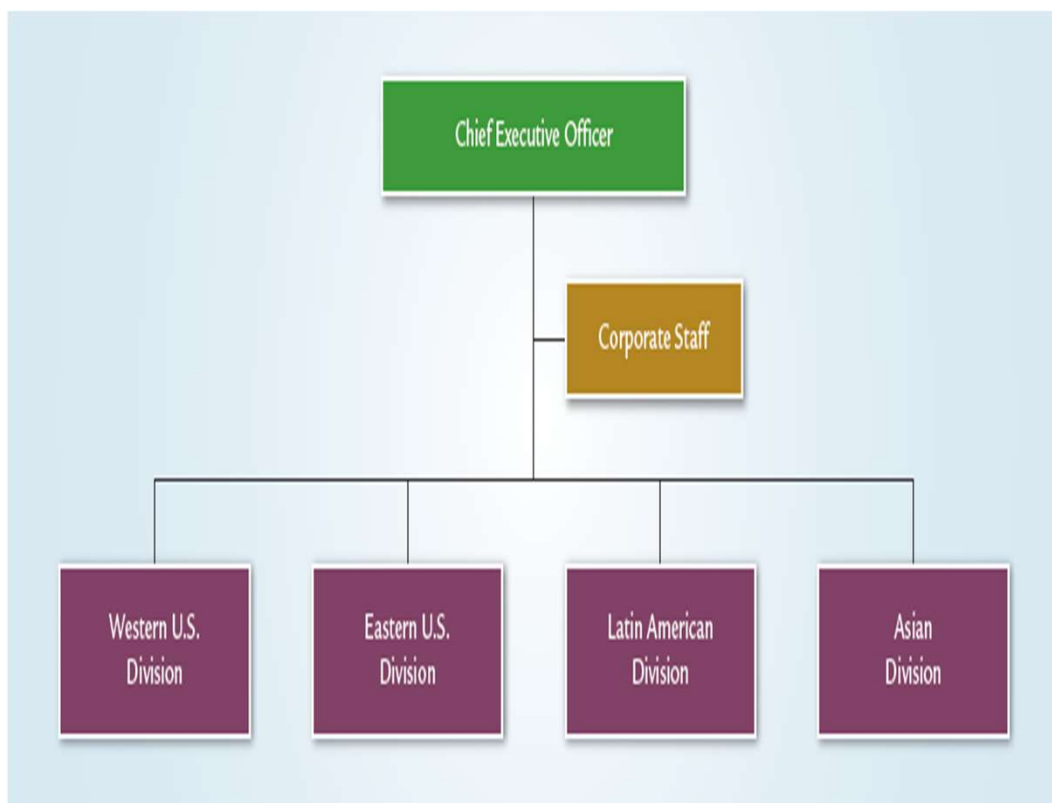 Chief Executive Officer
Corporate Staff
Western U.S.
Division
Eastern U.S.
Division
Latin American
Division
Asian
Division